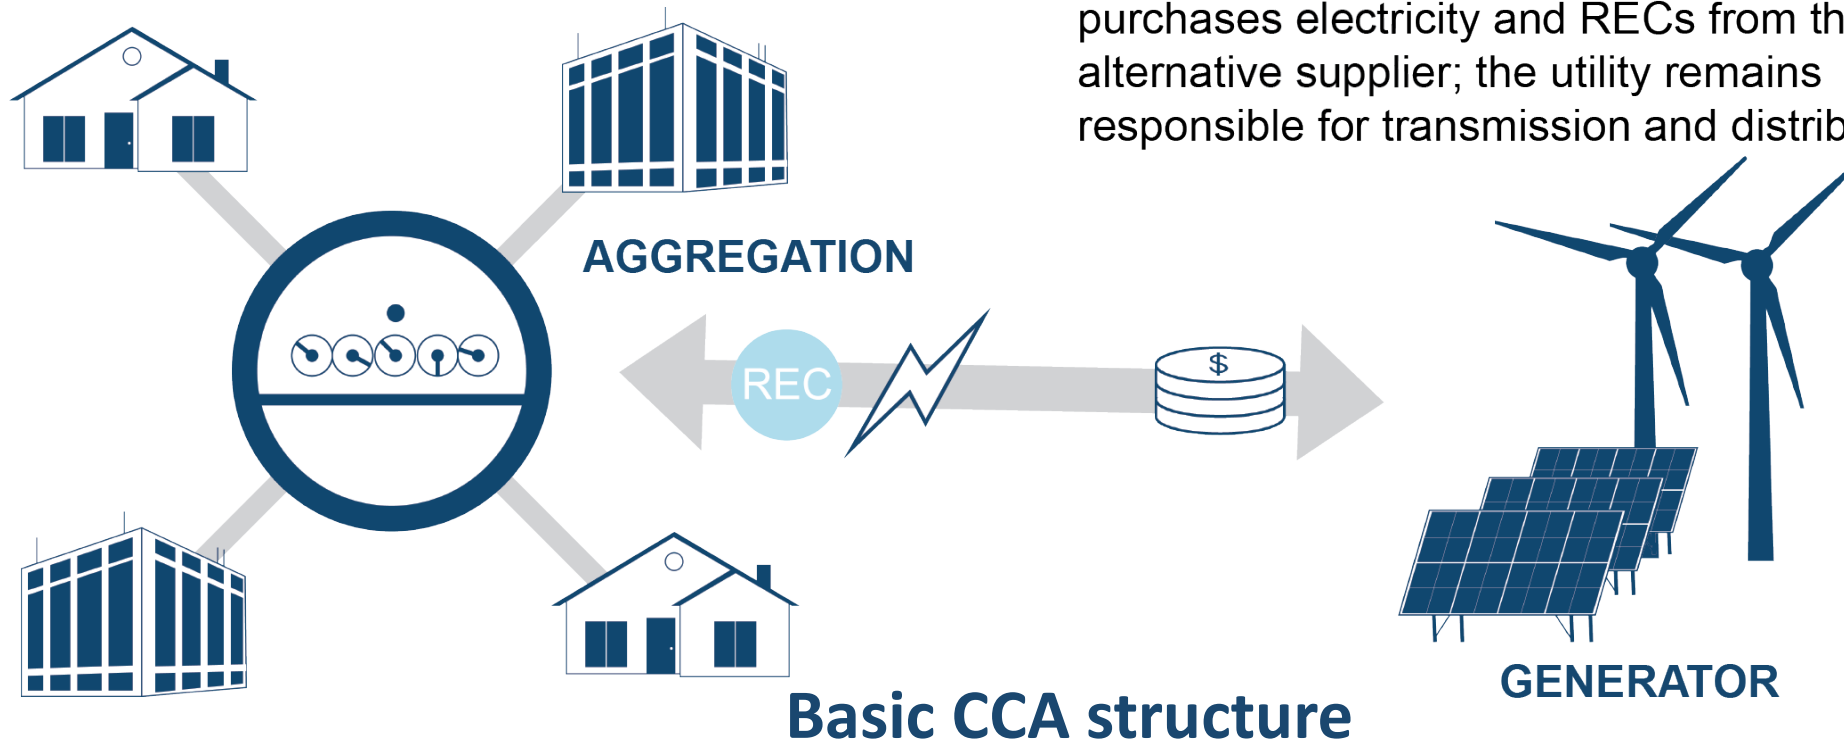 purchases electricity and RECs from th
alternative supplier; the utility remains
responsible for transmission and distrib
AGGREGATION
REC
$
GENERATOR
Basic CCA structure